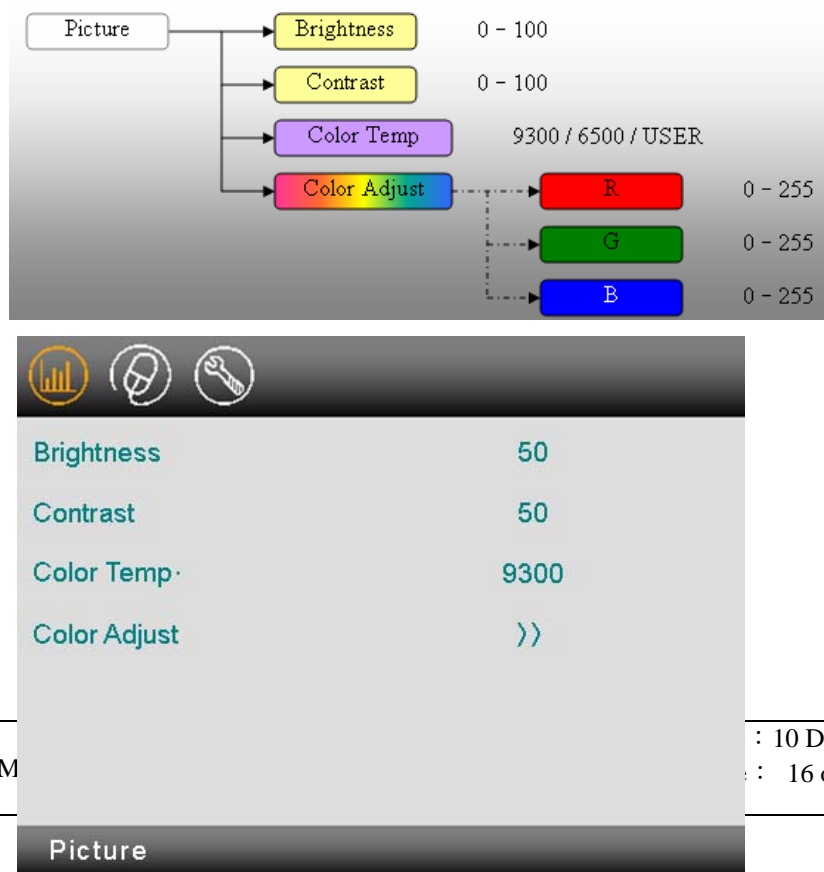 Picture Brightness 0 - 100
Contrast 0 - 100
Color Temp 9300 / 6500 / USER
Color Adjust R 0 - 255
G 0 - 255
B 0 - 255
Brightness 50
Contrast 50
Color Temp· 9300
Color Adjust 》
: 10 D
M : 16
Picture